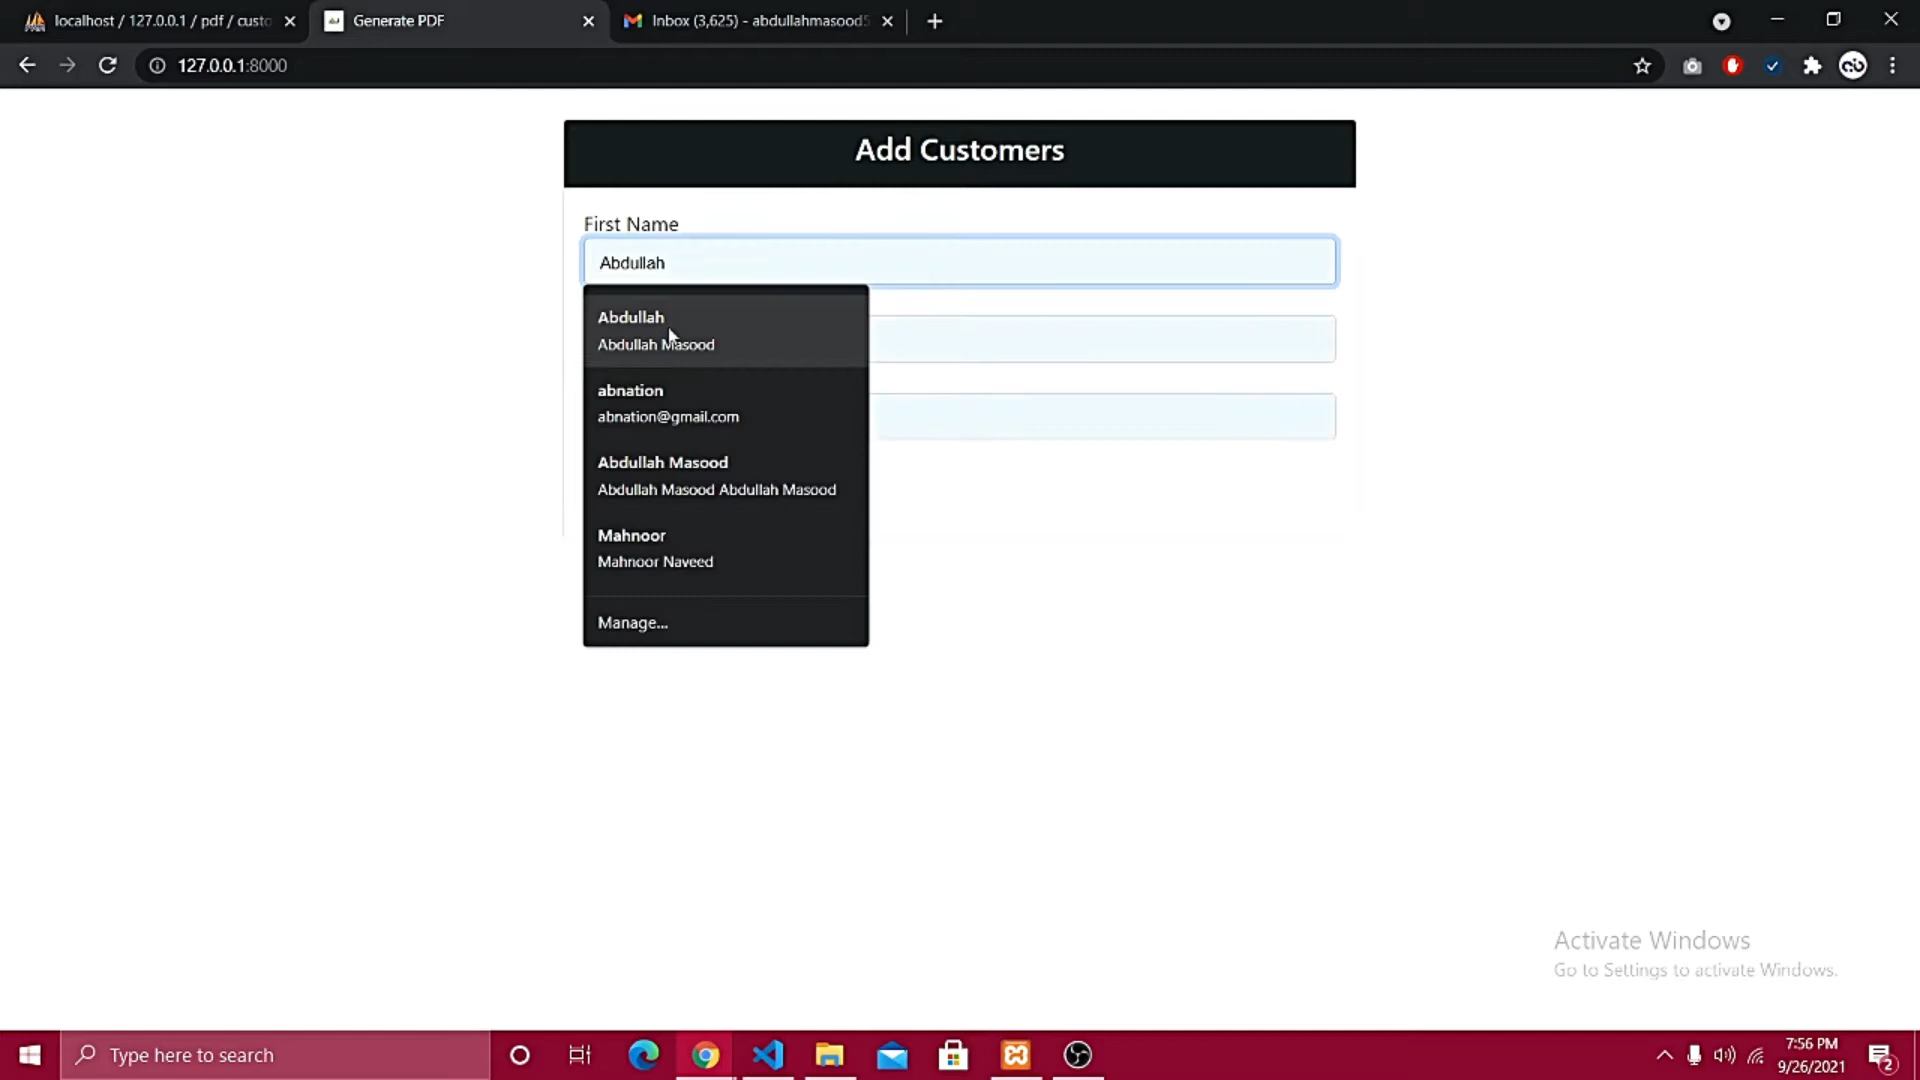 localhost / 127.0.0.1 / pdf / custo
Generate PDF
Inbox (3,625) - abdullahmasood5
127.0.0.1:8000
Add Customers
First Name
Abdullah
Abdullah
Abdullah Masood
abnation
abnation@gmail.com
Abdullah Masood
Abdullah Masood Abdullah Masood
Mahnoor
Mahnoor Naveed
Manage...
Activate Windows
Go to Settings to activate Windows.
Type here to search
7:56 PM
9/26/2021
2